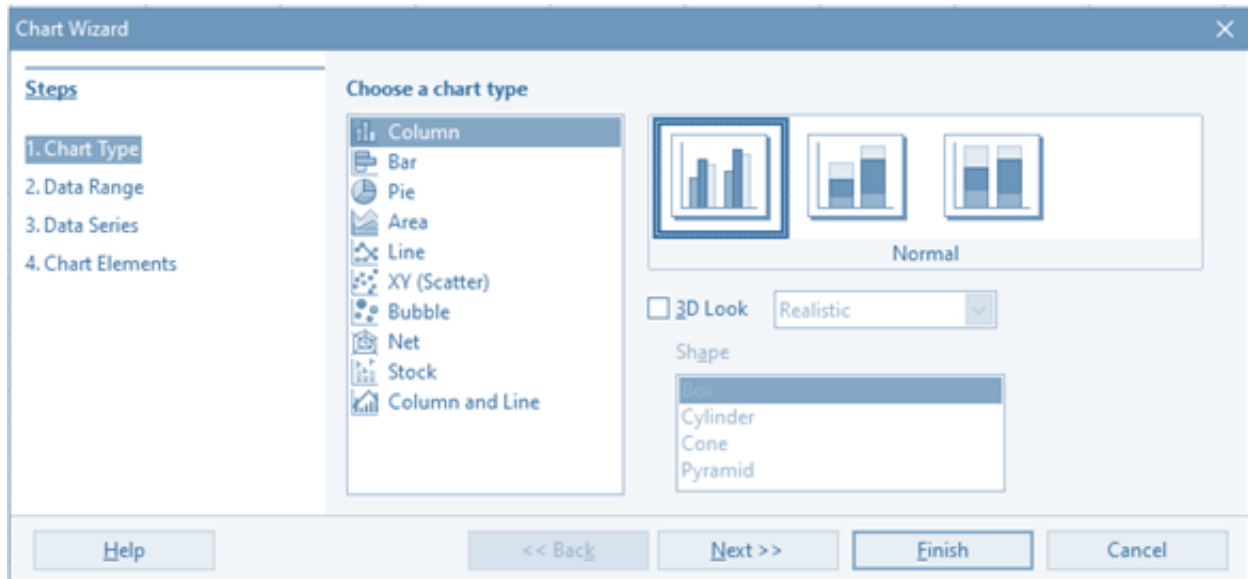 Chart Wizard
Steps
1. Chart Type
2. Data Range
3. Data Series
4. Chart Elements
Choose a chart type
Column
Bar
Pie
Area
Line
XY (Scatter)
Bubble
Net
Stock
Column and Line
Normal
3D Look
Realistic
Shape
Box
Cylinder
Cone
Pyramid
Help
<< Back
Next >>
Finish
Cancel